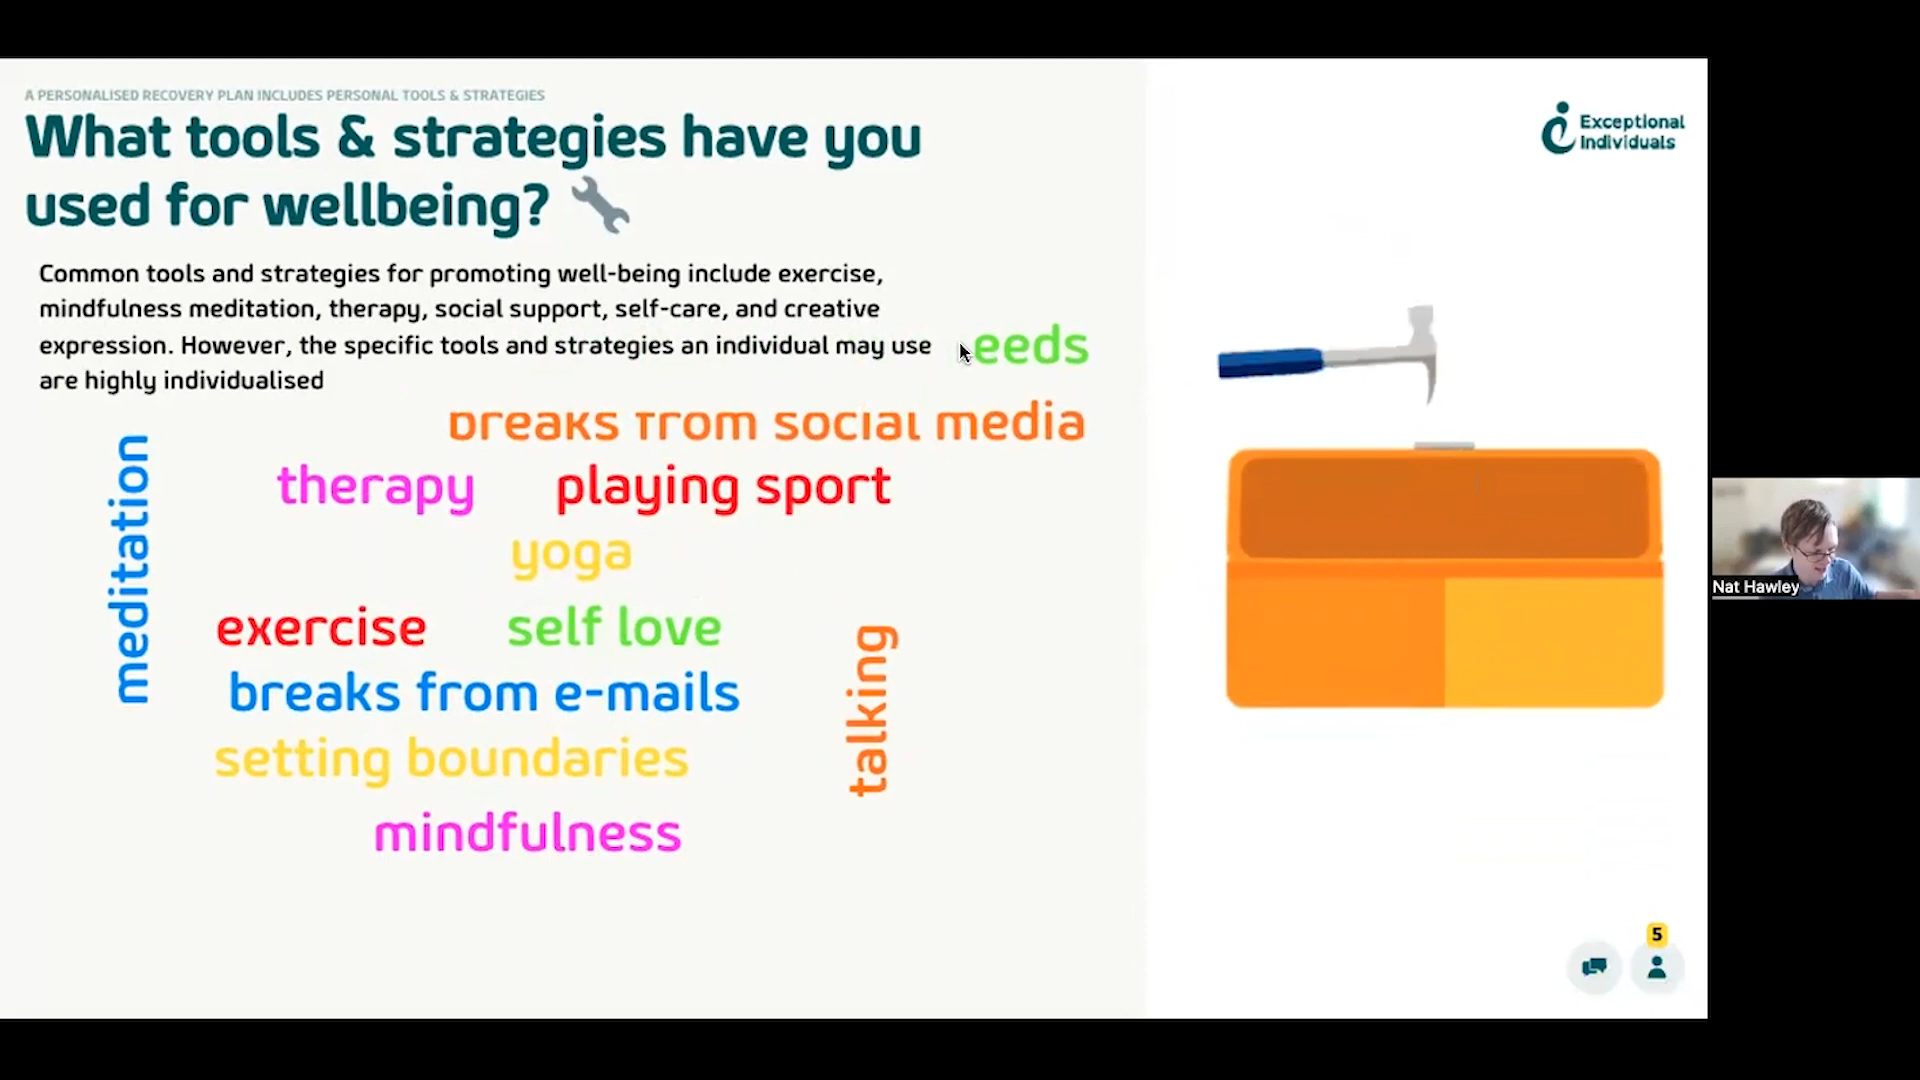 A PERSONALISED RECOVERY PLAN INCLUDES PERSONAL TOOLS & STRATEGIES
What tools & strategies have you
used for wellbeing?
Exceptional
Individuals
Common tools and strategies for promoting well-being include exercise,
mindfulness meditation, therapy, social support, self-care, and creative
expression. However, the specific tools and strategies an individual may use
are highly individualised
eeds
breaks from social media
meditation
therapy
playing sport
yoga
exercise
self love
talking
breaks from e-mails
setting boundaries
mindfulness
5
Nat Hawley